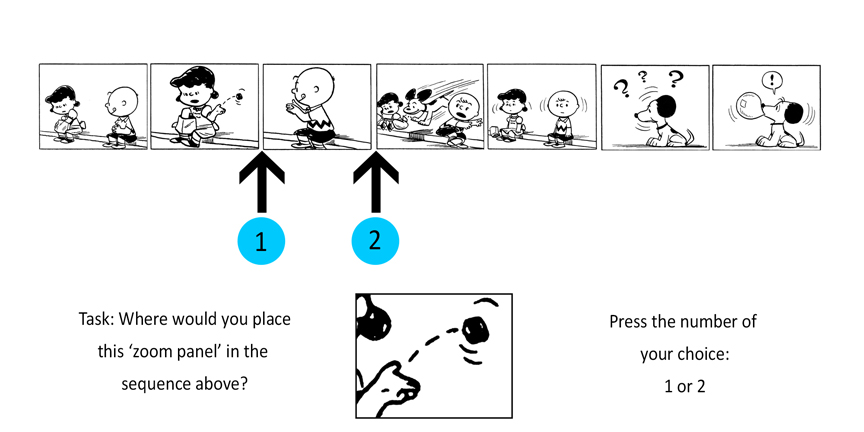 ? ? ?
!
1
2
Task: Where would you place
this ‘zoom panel’ in the
sequence above?
Press the number of
your choice:
1 or 2